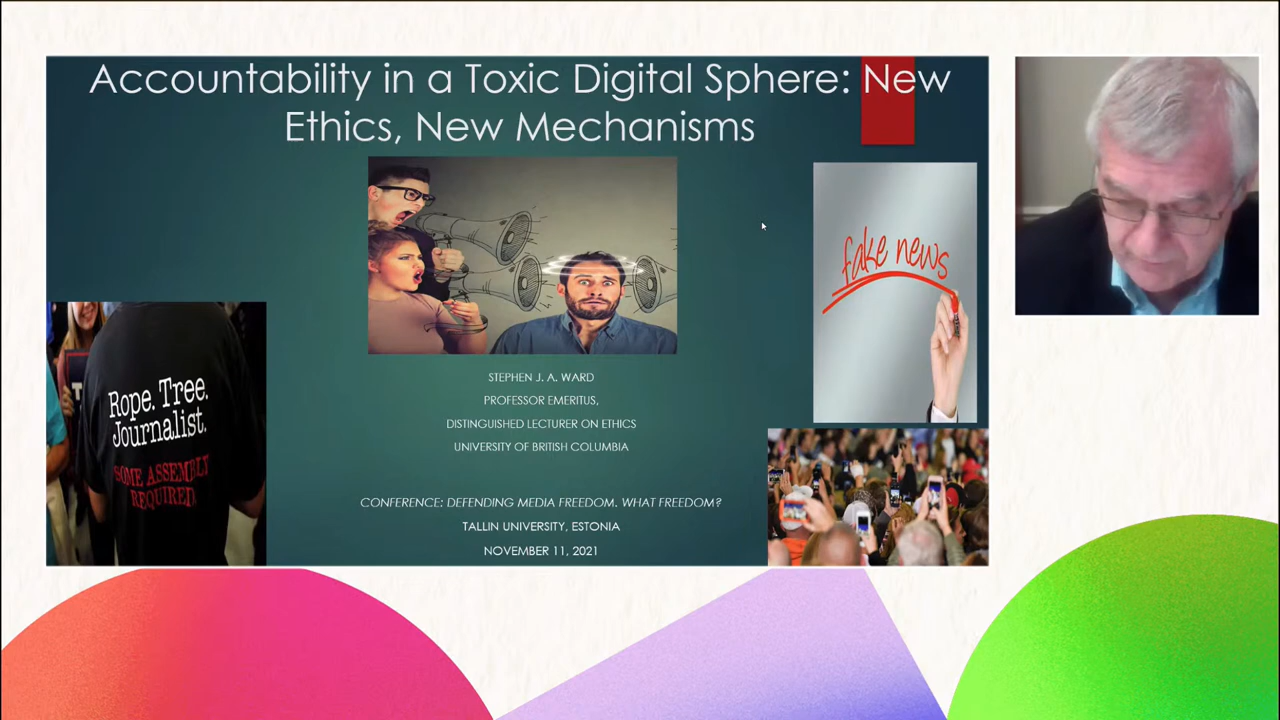 Accountability in a Toxic Digital Sphere: New
Ethics, New Mechanisms
fake news
Rope. Tree.
Journalist.
SOME ASSEMBLY
REQUIRED.
STEPHEN J. A. WARD
PROFESSOR EMERITUS,
DISTINGUISHED LECTURER ON ETHICS
UNIVERSITY OF BRITISH COLUMBIA
CONFERENCE: DEFENDING MEDIA FREEDOM. WHAT FREEDOM?
TALLIN UNIVERSITY, ESTONIA
NOVEMBER 11, 2021